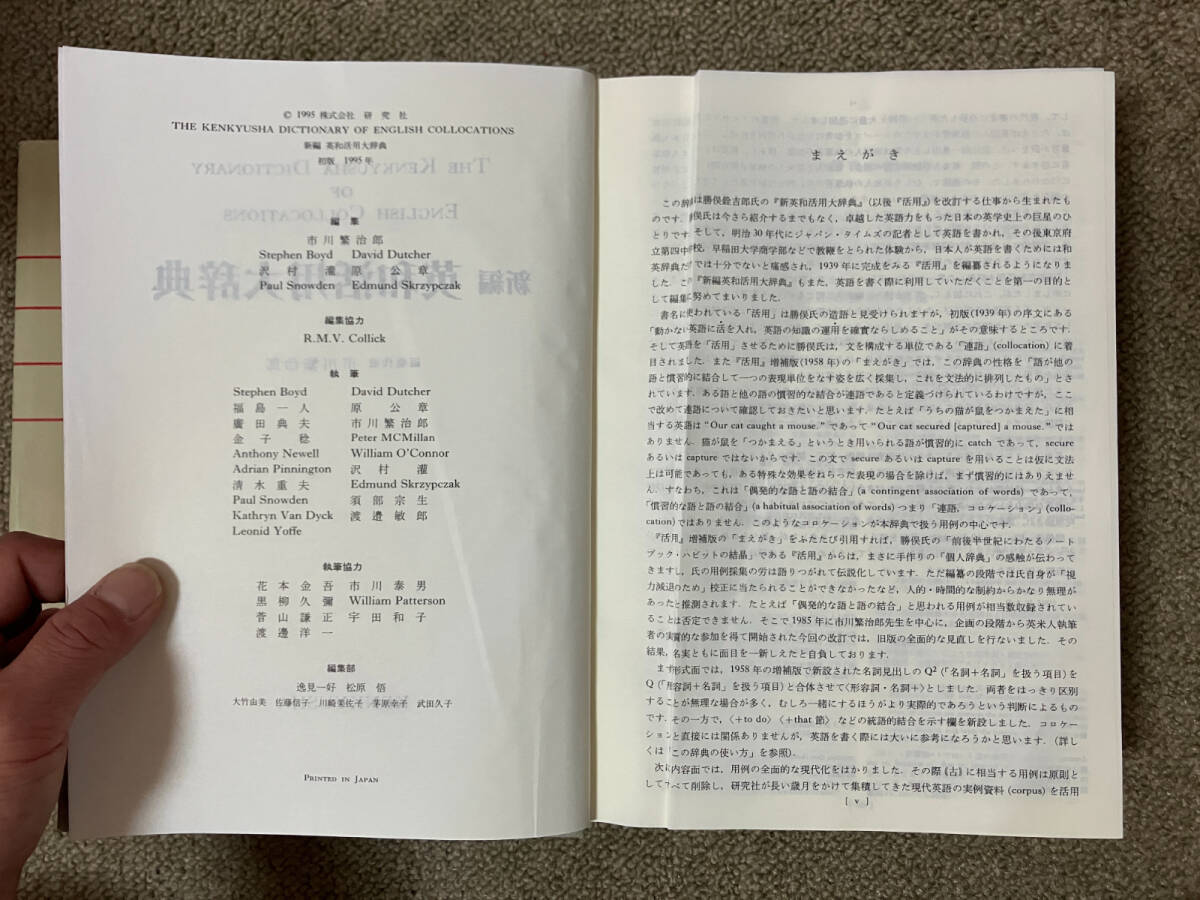 © 1995 株式会社 研究社
THE KENKYUSHA DICTIONARY OF ENGLISH COLLOCATIONS
新編 英和活用大辞典
初版 1995年
編集
市川繁治郎
Stephen Boyd David Dutcher
沢村灌 原公章
Paul Snowden Edmund Skrzypczak
編集協力
R.M.V. Collick
執筆
Stephen Boyd David Dutcher
福島一人 原公章
廣田典夫 市川繁治郎
金子稔 Peter MCMillan
Anthony Newell William O'Connor
Adrian Pinnington 沢村灌
清水重夫 Edmund Skrzypczak
Paul Snowden 須部宗生
Kathryn Van Dyck 渡邉敏郎
Leonid Yoffe
執筆協力
花本金吾 市川泰男
黒柳久彌 William Patterson
菅山謙正 宇田和子
渡邊洋一
編集部
逸見一好 松原悟
大竹由美 佐藤信子 川崎美佐子 茅原幸子 武田久子
PRINTED IN JAPAN
まえがき
この辞は勝俣銓吉郎氏の『新英和活用大辞典』(以後『活用』)を改訂する仕事から生まれたも
のです．俣氏は今さら紹介するまでもなく，卓越した英語力をもった日本の英学史上の巨星のひ
とりです．そして，明治30年代にジャパン・タイムズの記者として英語を書かれ，その後東京府
立第四中校，早稲田大学商学部などで教鞭をとられた体験から，日本人が英語を書くためには和
英辞典だでは十分でないと痛感され，1939年に完成をみる『活用』を編纂されるようになりま
した．こ『新編英和活用大辞典』もまた，英語を書く際に利用していただくことを第一の目的と
して編集に努めてまいりました．
書名に使われている「活用」は勝俣氏の造語と見受けられますが，初版(1939年)の序文にある
「動かない英語に活を入れ，英語の知識の運用を確實ならしめること」がその意味するところです．
そして英語を「活用」させるために勝俣氏は，文を構成する単位である「連語」(collocation)に着
目されました．また『活用』増補版(1958年)の「まえがき」では，この辞典の性格を「語が他の
語と慣習的に結合して一つの表現単位をなす姿を広く採集し，これを文法的に排列したもの」とさ
れています．ある語と他の語の慣習的な結合が連語であると定義づけられているわけですが，ここ
で改めて連語について確認しておきたいと思います．たとえば「うちの猫が鼠をつかまえた」に相
当する英語は “Our cat caught a mouse.” であって “Our cat secured [captured] a mouse.” では
ありません．猫が鼠を「つかまえる」というとき用いられる語が慣習的に catch であって，secure
あるいは capture ではないからです．この文で secure あるいは capture を用いることは仮に文法
上は可能であっても，ある特殊な効果をねらった表現の場合を除けば，まず慣習的にはありえませ
ん．すなわち，これは「偶発的な語と語の結合」(a contingent association of words)であって，
「慣習的な語と語の結合」(a habitual association of words)つまり「連語，コロケーション」(collo-
cation)ではありません．このようなコロケーションが本辞典で扱う用例の中心です．
『活用』増補版の「まえがき」をふたたび引用すれば，勝俣氏の「前後半世紀にわたるノート
ブック・ハビットの結晶」である『活用』からは，まさに手作りの「個人辞典」の感触が伝わって
きますし，氏の用例採集の労は語りつがれて伝説化しています．ただ編纂の段階では氏自身が「視
力減退のため」校正に当たられることができなかったなど，人的・時間的な制約からかなり無理が
あったと推測されます．たとえば「偶発的な語と語の結合」と思われる用例が相当数収録されてい
ることは否定できません．そこで1985年に市川繁治郎先生を中心に，企画の段階から英米人執筆
者の実質的な参加を得て開始された今回の改訂では，旧版の全面的な見直しを行ないました．その
結果，名実ともに面目を一新しえたと自負しております．
まず形式面では，1958年の増補版で新設された名詞見出しのQ²(「名詞＋名詞」を扱う項目)を
Q(「形容詞＋名詞」を扱う項目)と合体させて〈形容詞・名詞＋〉としました．両者をはっきり区別
することが無理な場合が多く，むしろ一緒にするほうがより実際的であろうという判断によるもの
です．その一方で，〈＋to do〉〈＋that 節〉などの統語的結合を示す欄を新設しました．コロケー
ションと直接には関係ありませんが，英語を書く際には大いに参考になろうかと思います．(詳し
くは「この辞典の使い方」を参照)．
次に内容面では，用例の全面的な現代化をはかりました．その際《古》に相当する用例は原則と
してすべて削除し，研究社が長い歳月をかけて集積してきた現代英語の実例資料(corpus)を活用
[ v ]